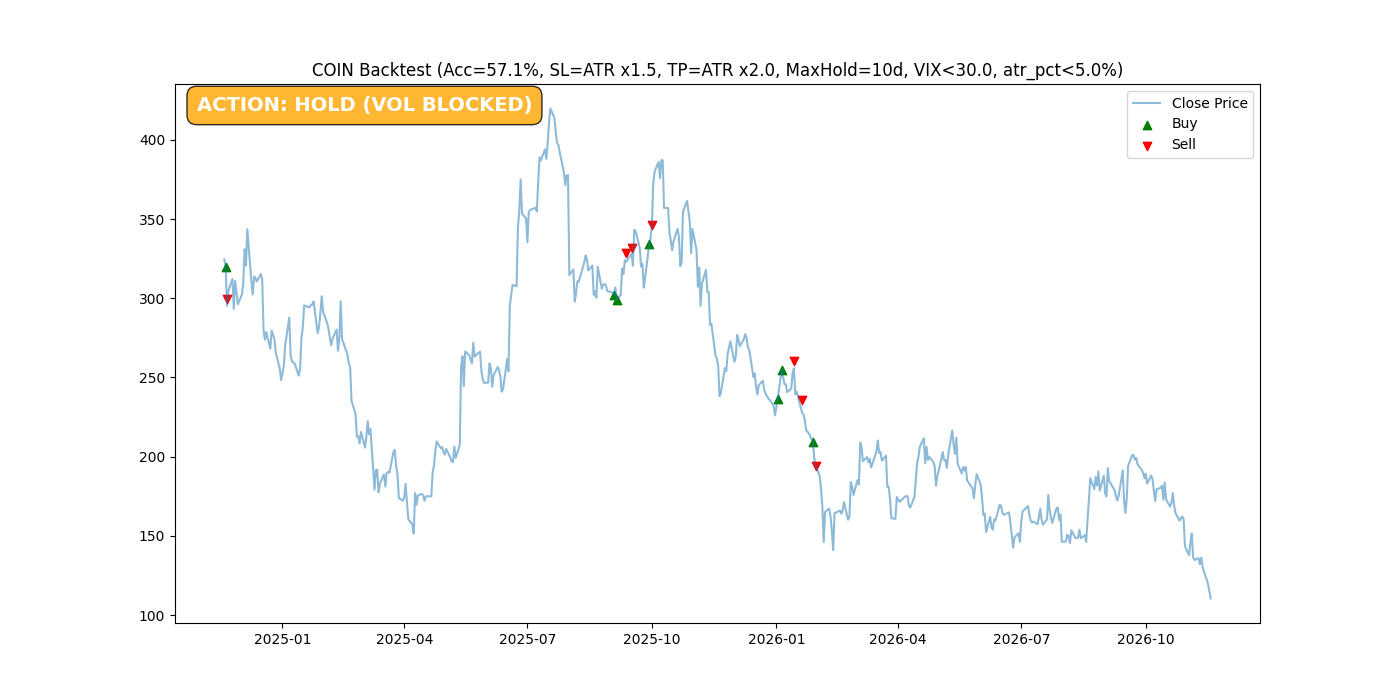 COIN Backtest (Acc=57.1%, SL=ATR x1.5, TP=ATR x2.0, MaxHold=10d, VIX<30.0, atr_pct<5.0%)
ACTION: HOLD (VOL BLOCKED)
Close Price
Buy
Sell
400
350
300
250
200
150
100
2025-01 2025-04 2025-07 2025-10 2026-01 2026-04 2026-07 2026-10